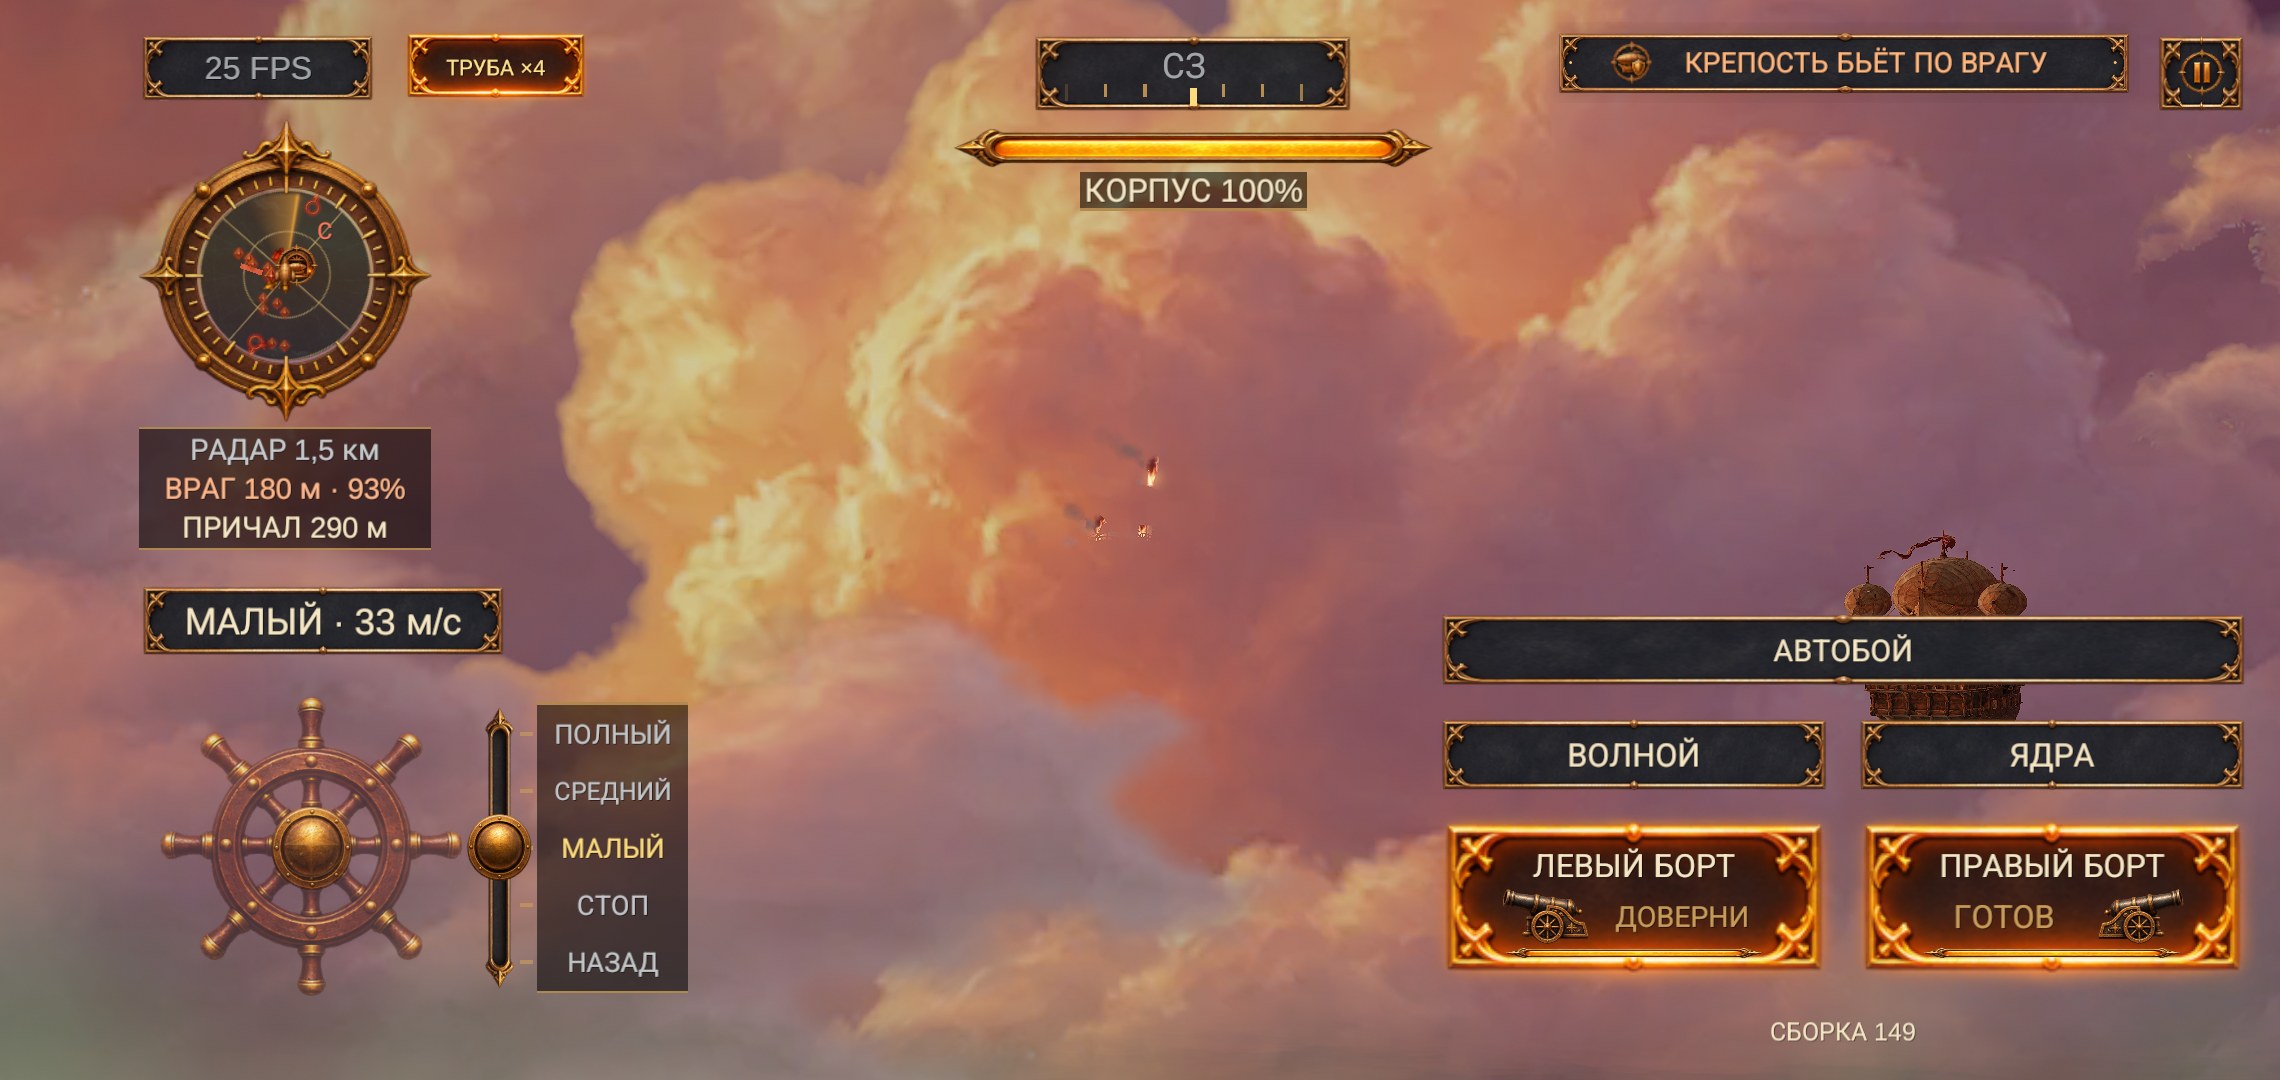 25 FPS
ТРУБА ×4
СЗ
КРЕПОСТЬ БЬЁТ ПО ВРАГУ
КОРПУС 100%
С
РАДАР 1,5 км
ВРАГ 180 м · 93%
ПРИЧАЛ 290 м
МАЛЫЙ · 33 м/с
АВТОБОЙ
ПОЛНЫЙ
СРЕДНИЙ
МАЛЫЙ
СТОП
НАЗАД
ВОЛНОЙ
ЯДРА
ЛЕВЫЙ БОРТ
ДОВЕРНИ
ПРАВЫЙ БОРТ
ГОТОВ
СБОРКА 149